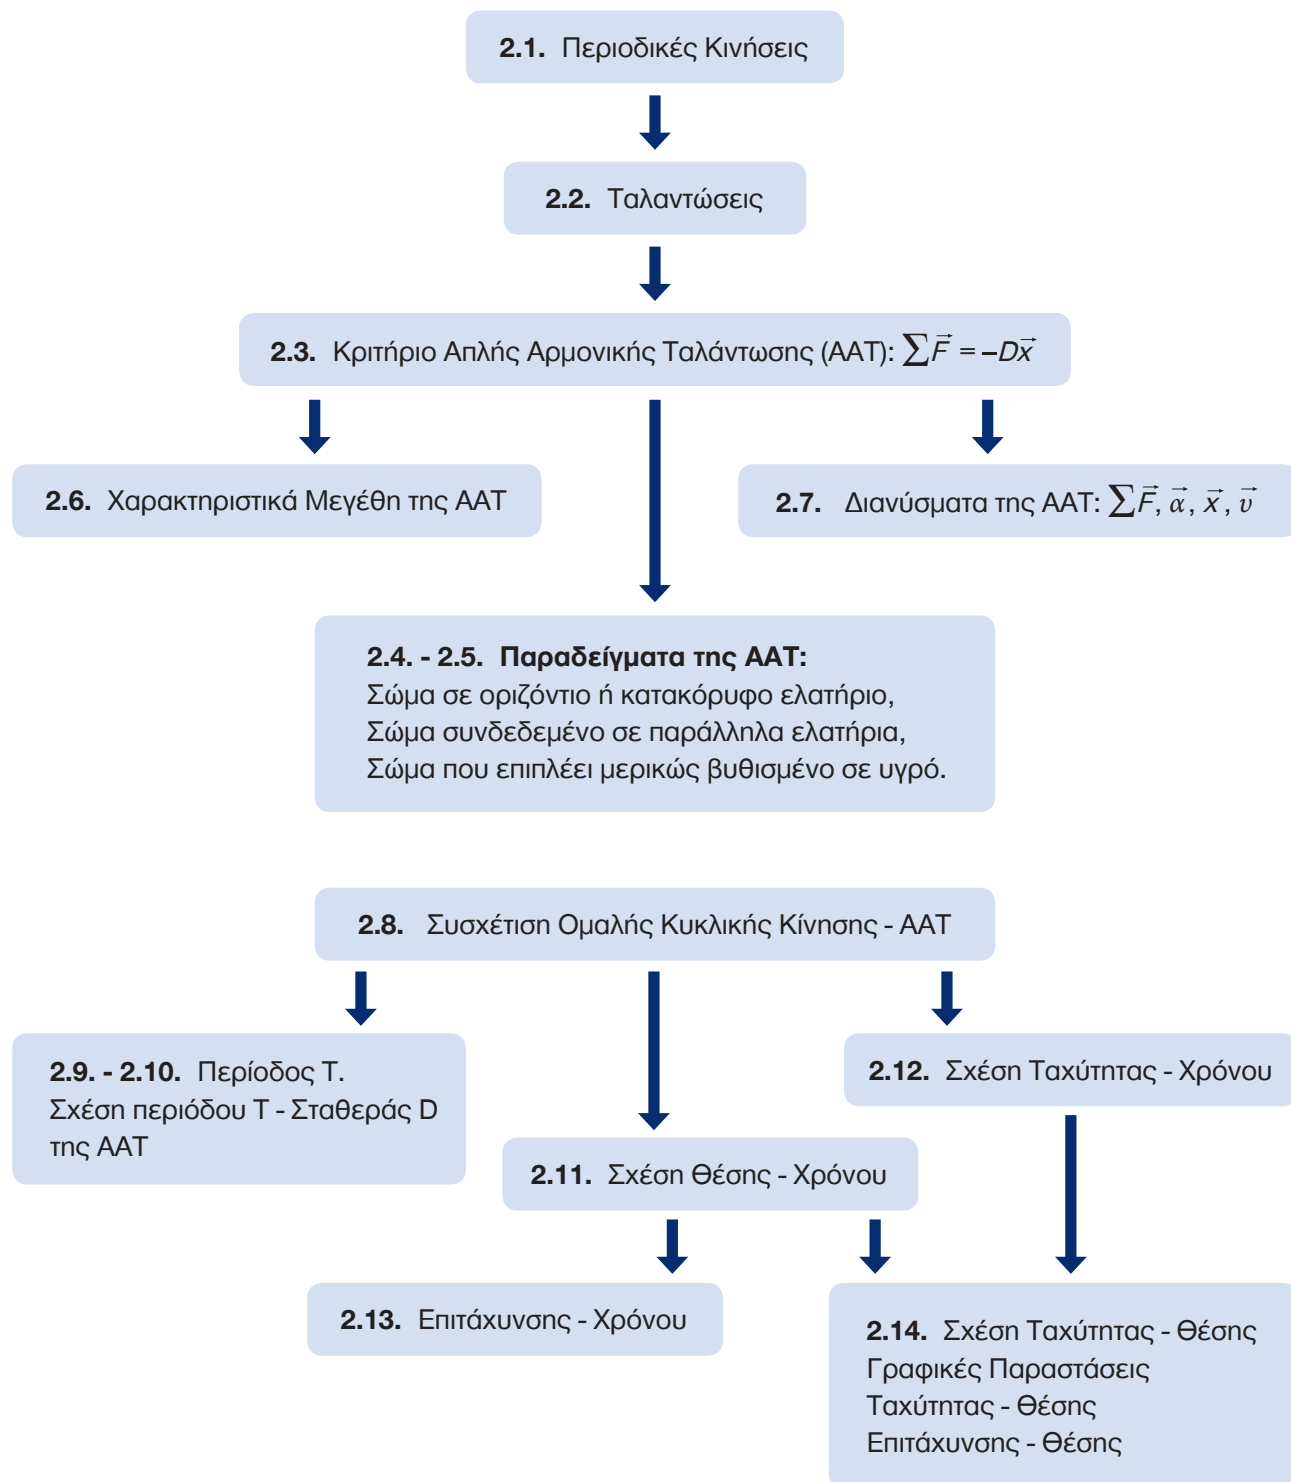 2.1. Περιοδικές Κινήσεις
2.2. Ταλαντώσεις
2.3. Κριτήριο Απλής Αρμονικής Ταλάντωσης (ΑΑΤ): ∑F⃗ = −Dx⃗
2.6. Χαρακτηριστικά Μεγέθη της ΑΑΤ
2.7. Διανύσματα της ΑΑΤ: ∑F⃗, α⃗, x⃗, υ⃗
2.4. - 2.5. Παραδείγματα της ΑΑΤ:
Σώμα σε οριζόντιο ή κατακόρυφο ελατήριο,
Σώμα συνδεδεμένο σε παράλληλα ελατήρια,
Σώμα που επιπλέει μερικώς βυθισμένο σε υγρό.
2.8. Συσχέτιση Ομαλής Κυκλικής Κίνησης - ΑΑΤ
2.9. - 2.10. Περίοδος Τ.
Σχέση περιόδου Τ - Σταθεράς D
της ΑΑΤ
2.12. Σχέση Ταχύτητας - Χρόνου
2.11. Σχέση Θέσης - Χρόνου
2.13. Επιτάχυνσης - Χρόνου
2.14. Σχέση Ταχύτητας - Θέσης
Γραφικές Παραστάσεις
Ταχύτητας - Θέσης
Επιτάχυνσης - Θέσης